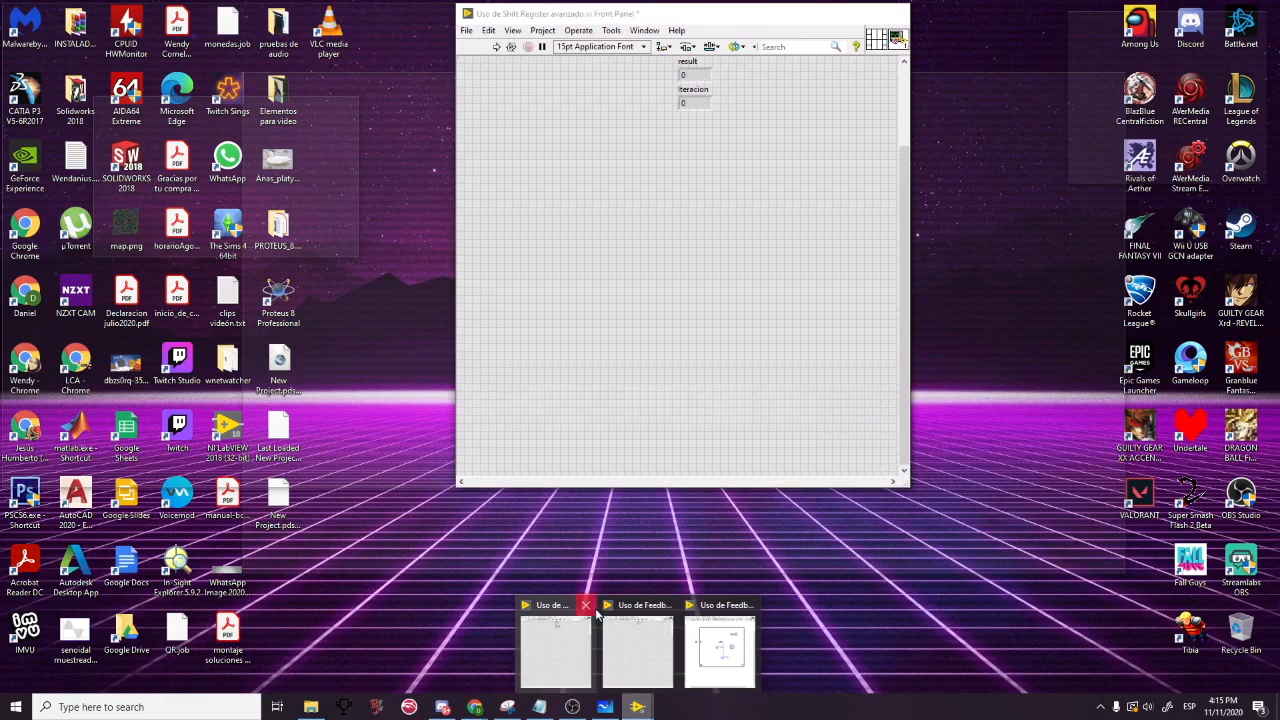 Uso de Shift Register avanzado.vi Front Panel *
File Edit View Project Operate Tools Window Help
15pt Application Font
Search
result
0
Iteracion
0
Malware...
INSTALAD...
CPUID HWMonitor
Wendy Comez...
monedas.job
pruebas de audio
VLC media player
CATIA P3 V5-6R2017
Solidworks 2018
AIDA64 Extreme
Microsoft Edge
Twitch Sings
Elementos para video
GeForce Experience
Wendanius....
SOLIDWORKS 2018
Gracias por tu compra ...
WhatsApp
Anas_platy...
Google Chrome
µTorrent
map.png
horarioAgo...
The Sims 4 64bit
PROTEUS_8....
Daniel
NZXT CAM
Declaracion julio2020.pdf
inicio_de_c...
clips videón.txt
Proteus 8 Professional
Wendy - Chrome
LCA - Chrome
dbzs0rq-35...
Twitch Studio
wnetwatcher
New Project.pds...
Jesús Humberto (...
matlab.exe - Shortcut
Google Sheets
Twitch
NI LabVIEW 2018 (32-bit)
Last Loaded New Projec...
PSCS6.exe - Shortcut
AutoCAD 2020 - E...
Google Slides
Voicemod
manual-bc...
New Project.pds...
Acrobat Reader DC
Autodesk Desktop App
Google Docs
In-Sight Explorer 5.9.2
WhatsApp Image 2020...
senoidal muestread...
Google Drive
QR.job
montaje soluciones ...
Among Us
Discord
Battle.net
BlazBlue Centralfiction
AVerMedia RECentral
League of Legends
Rivals of Aether
AVerMedia Stream E...
Overwatch
FINAL FANTASY VII
Wii U USB GCN adapter
Steam
Rocket League®
Skullgirls
GUILTY GEAR Xrd -REVEL...
Epic Games Launcher
Gameloop
Granblue Fantas...
GUILTY GEAR XX ACCEN...
Undertale
DRAGON BALL Fi...
VALORANT
Super Smash Flash 2 Beta
OBS Studio
Fall Guys
Streamlabs
Tibia
Recycle Bin
Uso de ...
Uso de Feedb...
Uso de Feedb...
Type here to search
ESP
4:15 PM
11/11/2020